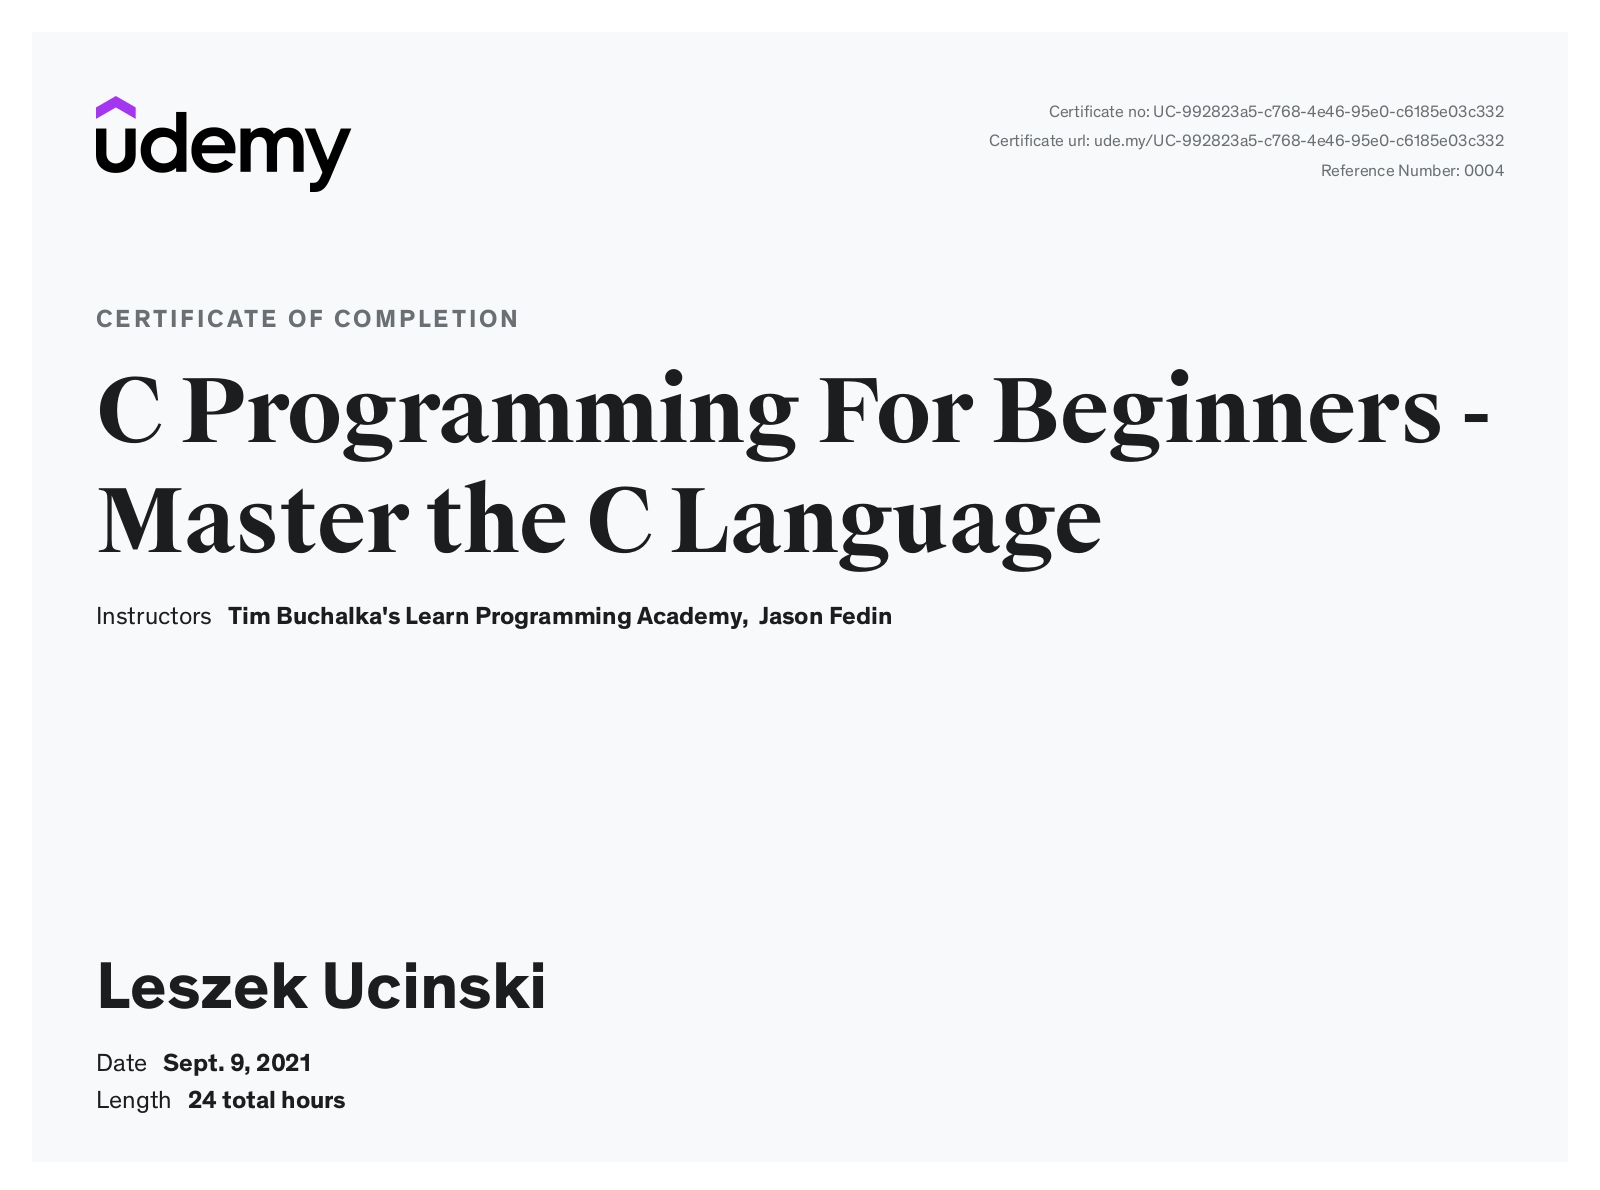 udemy
Certificate no: UC-992823a5-c768-4e46-95e0-c6185e03c332
Certificate url: ude.my/UC-992823a5-c768-4e46-95e0-c6185e03c332
Reference Number: 0004
CERTIFICATE OF COMPLETION
C Programming For Beginners -
Master the C Language
Instructors Tim Buchalka's Learn Programming Academy, Jason Fedin
Leszek Ucinski
Date Sept. 9, 2021
Length 24 total hours